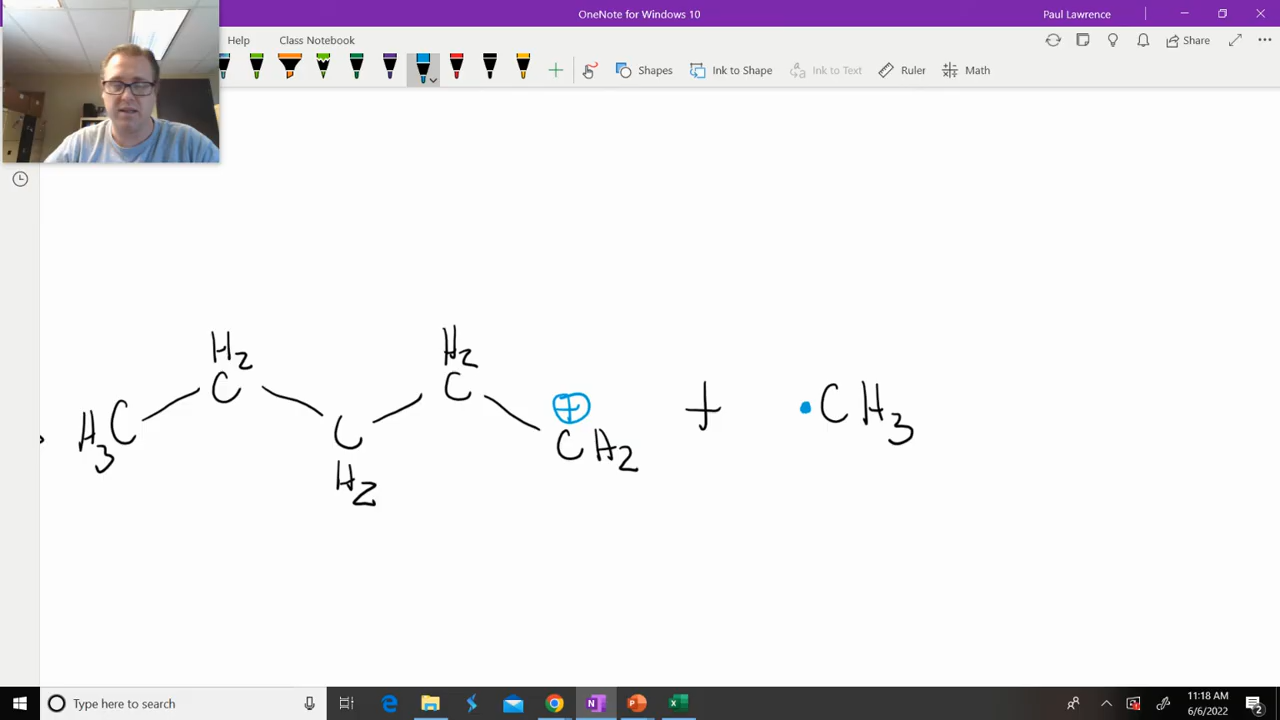 OneNote for Windows 10
Paul Lawrence
Help Class Notebook
Share
Shapes Ink to Shape Ink to Text Ruler Math
H2 H2
H3C C C ⊕ + •CH3
C CH2
H2
Type here to search
N
11:18 AM
6/6/2022
2